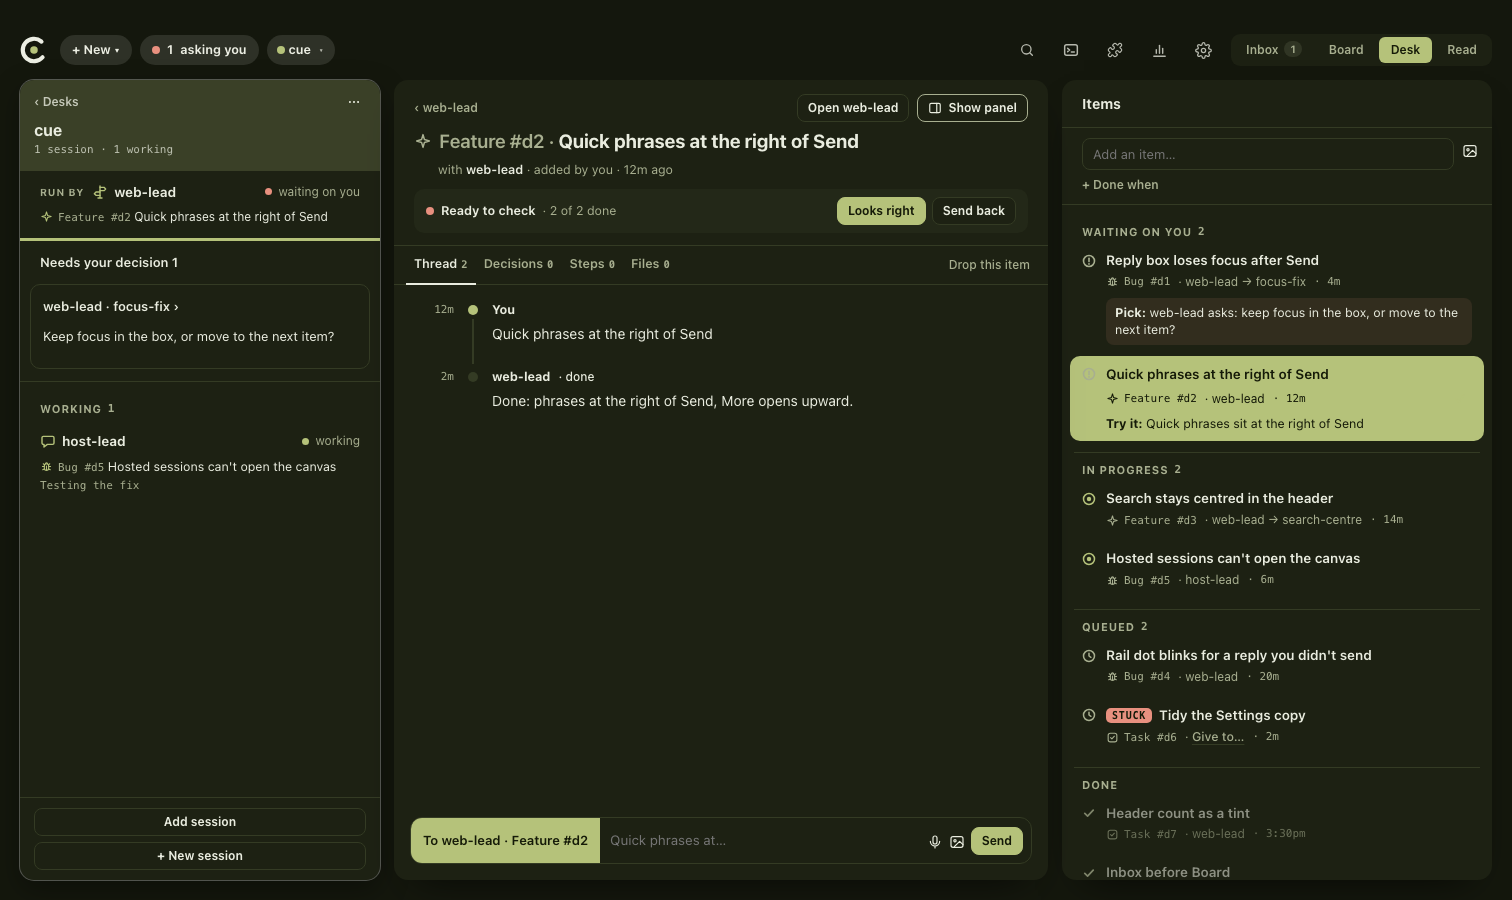 + New ▾
1 asking you
cue
Inbox 1
Board
Desk
Read
‹ Desks
...
cue
1 session · 1 working
RUN BY web-lead
waiting on you
Feature #d2 Quick phrases at the right of Send
Needs your decision 1
web-lead · focus-fix ›
Keep focus in the box, or move to the next item?
WORKING 1
host-lead
working
Bug #d5 Hosted sessions can't open the canvas
Testing the fix
Add session
+ New session
‹ web-lead
Open web-lead
Show panel
Feature #d2 · Quick phrases at the right of Send
with web-lead · added by you · 12m ago
Ready to check · 2 of 2 done
Looks right
Send back
Thread 2
Decisions 0
Steps 0
Files 0
Drop this item
12m You
Quick phrases at the right of Send
2m web-lead · done
Done: phrases at the right of Send, More opens upward.
To web-lead · Feature #d2
Quick phrases at...
Send
Items
Add an item...
+ Done when
WAITING ON YOU 2
Reply box loses focus after Send
Bug #d1 · web-lead → focus-fix · 4m
Pick: web-lead asks: keep focus in the box, or move to the
next item?
Quick phrases at the right of Send
Feature #d2 · web-lead · 12m
Try it: Quick phrases sit at the right of Send
IN PROGRESS 2
Search stays centred in the header
Feature #d3 · web-lead → search-centre · 14m
Hosted sessions can't open the canvas
Bug #d5 · host-lead · 6m
QUEUED 2
Rail dot blinks for a reply you didn't send
Bug #d4 · web-lead · 20m
STUCK Tidy the Settings copy
Task #d6 · Give to... · 2m
DONE
Header count as a tint
Task #d7 · web-lead · 3:30pm
Inbox before Board